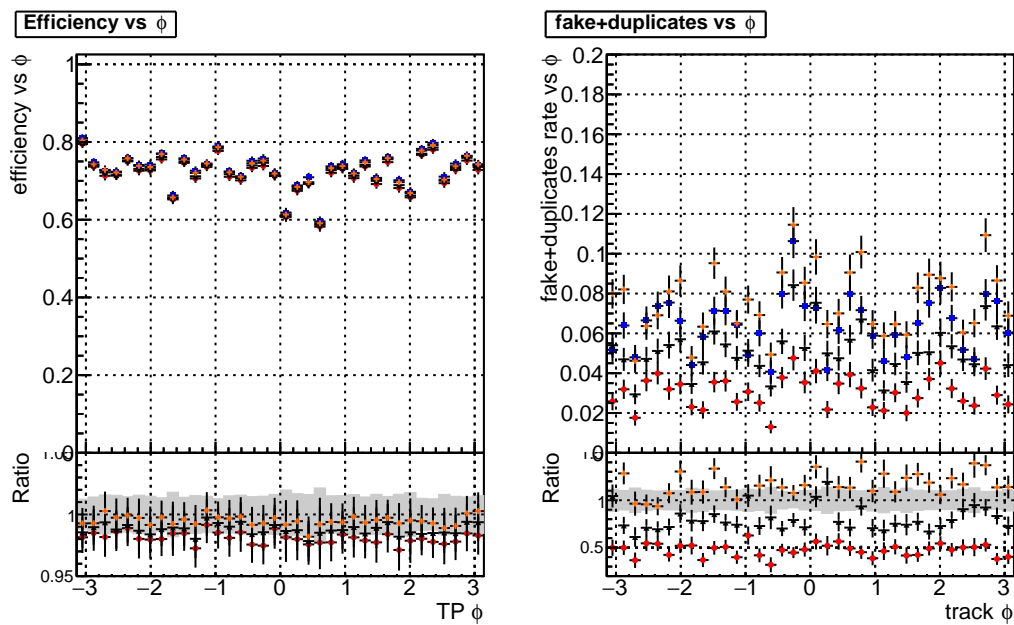 Efficiency vs ϕ
efficiency vs ϕ
1
0.8
0.6
0.4
0.2
0
Ratio
1
0.95
−3 −2 −1 0 1 2 3
TP ϕ
fake+duplicates vs ϕ
fake+duplicates rate vs ϕ
0.2
0.18
0.16
0.14
0.12
0.1
0.08
0.06
0.04
0.02
0
Ratio
1
0.5
−3 −2 −1 0 1 2 3
track ϕ